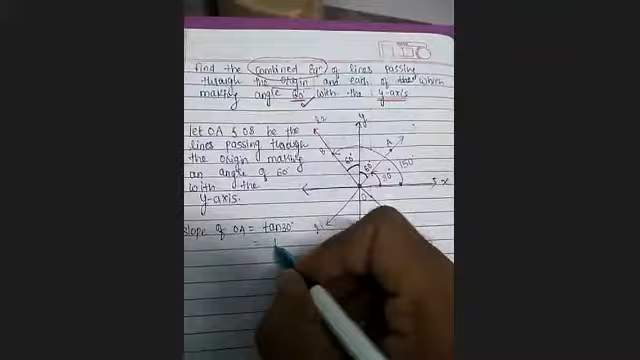 find the Combined Eqn of lines passing
through the origin and each of which
making angle 60° with the y-axis
let OA & OB be the
lines passing through
the origin making
an angle of 60°
with the
y-axis.
Slope of OA = tan30°
=
y
A
B
60°
60°
30°
150°
x
O